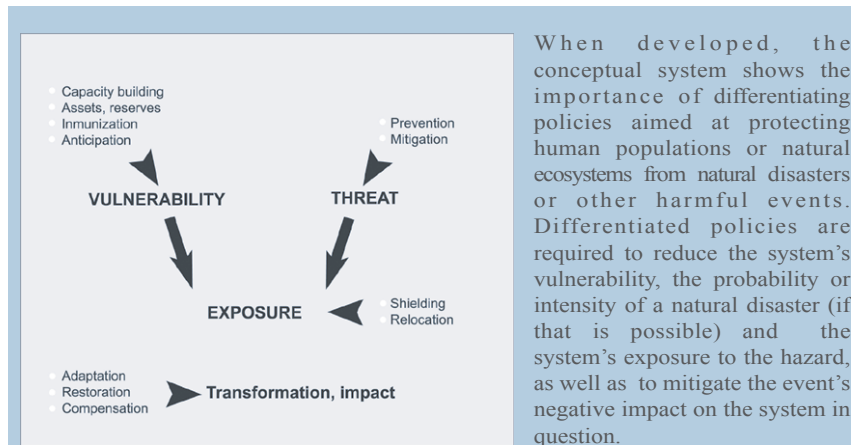 Capacity building
Assets, reserves
Inmunization
Anticipation
Prevention
Mitigation
VULNERABILITY
THREAT
EXPOSURE
Shielding
Relocation
Adaptation
Restoration
Compensation
Transformation, impact
When developed, the
conceptual system shows the
importance of differentiating
policies aimed at protecting
human populations or natural
ecosystems from natural disasters
or other harmful events.
Differentiated policies are
required to reduce the system's
vulnerability, the probability or
intensity of a natural disaster (if
that is possible) and the
system's exposure to the hazard,
as well as to mitigate the event's
negative impact on the system in
question.